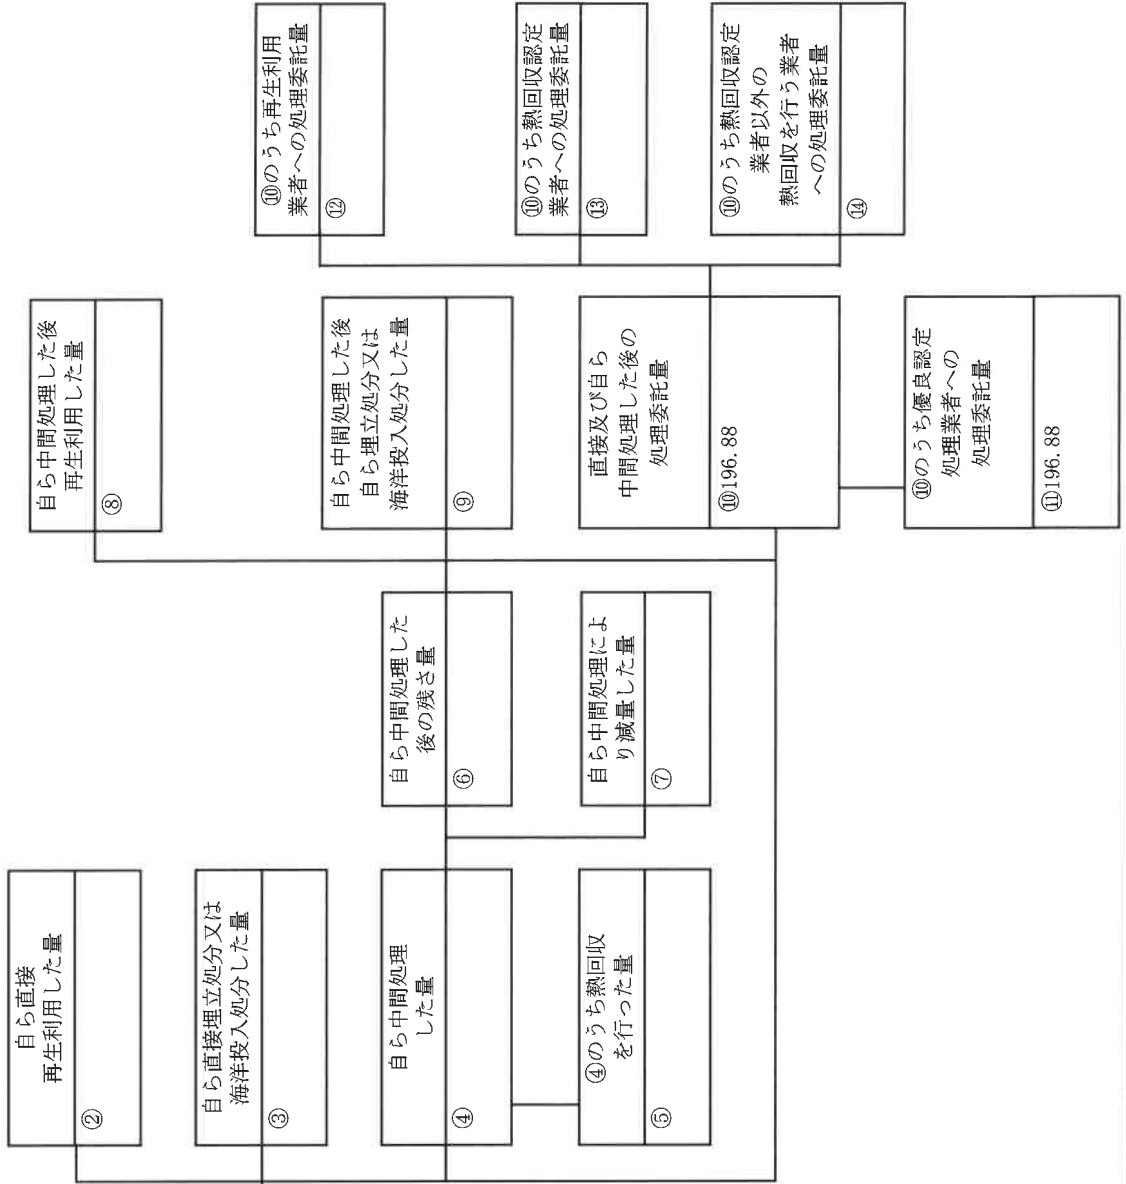 自ら直接
再生利用した量
②
自ら直接埋立処分又は
海洋投入処分した量
③
自ら中間処理
した量
④
④のうち熱回収
を行った量
⑤
自ら中間処理した
後の残さ量
⑥
自ら中間処理によ
り減量した量
⑦
自ら中間処理した後
再生利用した量
⑧
自ら中間処理した後
自ら埋立処分又は
海洋投入処分した量
⑨
直接及び自ら
中間処理した後の
処理委託量
⑩196.88
⑩のうち優良認定
処理業者への
処理委託量
⑪196.88
⑩のうち再生利用
業者への処理委託量
⑫
⑩のうち熱回収認定
業者への処理委託量
⑬
⑩のうち熱回収認定
業者以外の
熱回収を行う業者
への処理委託量
⑭